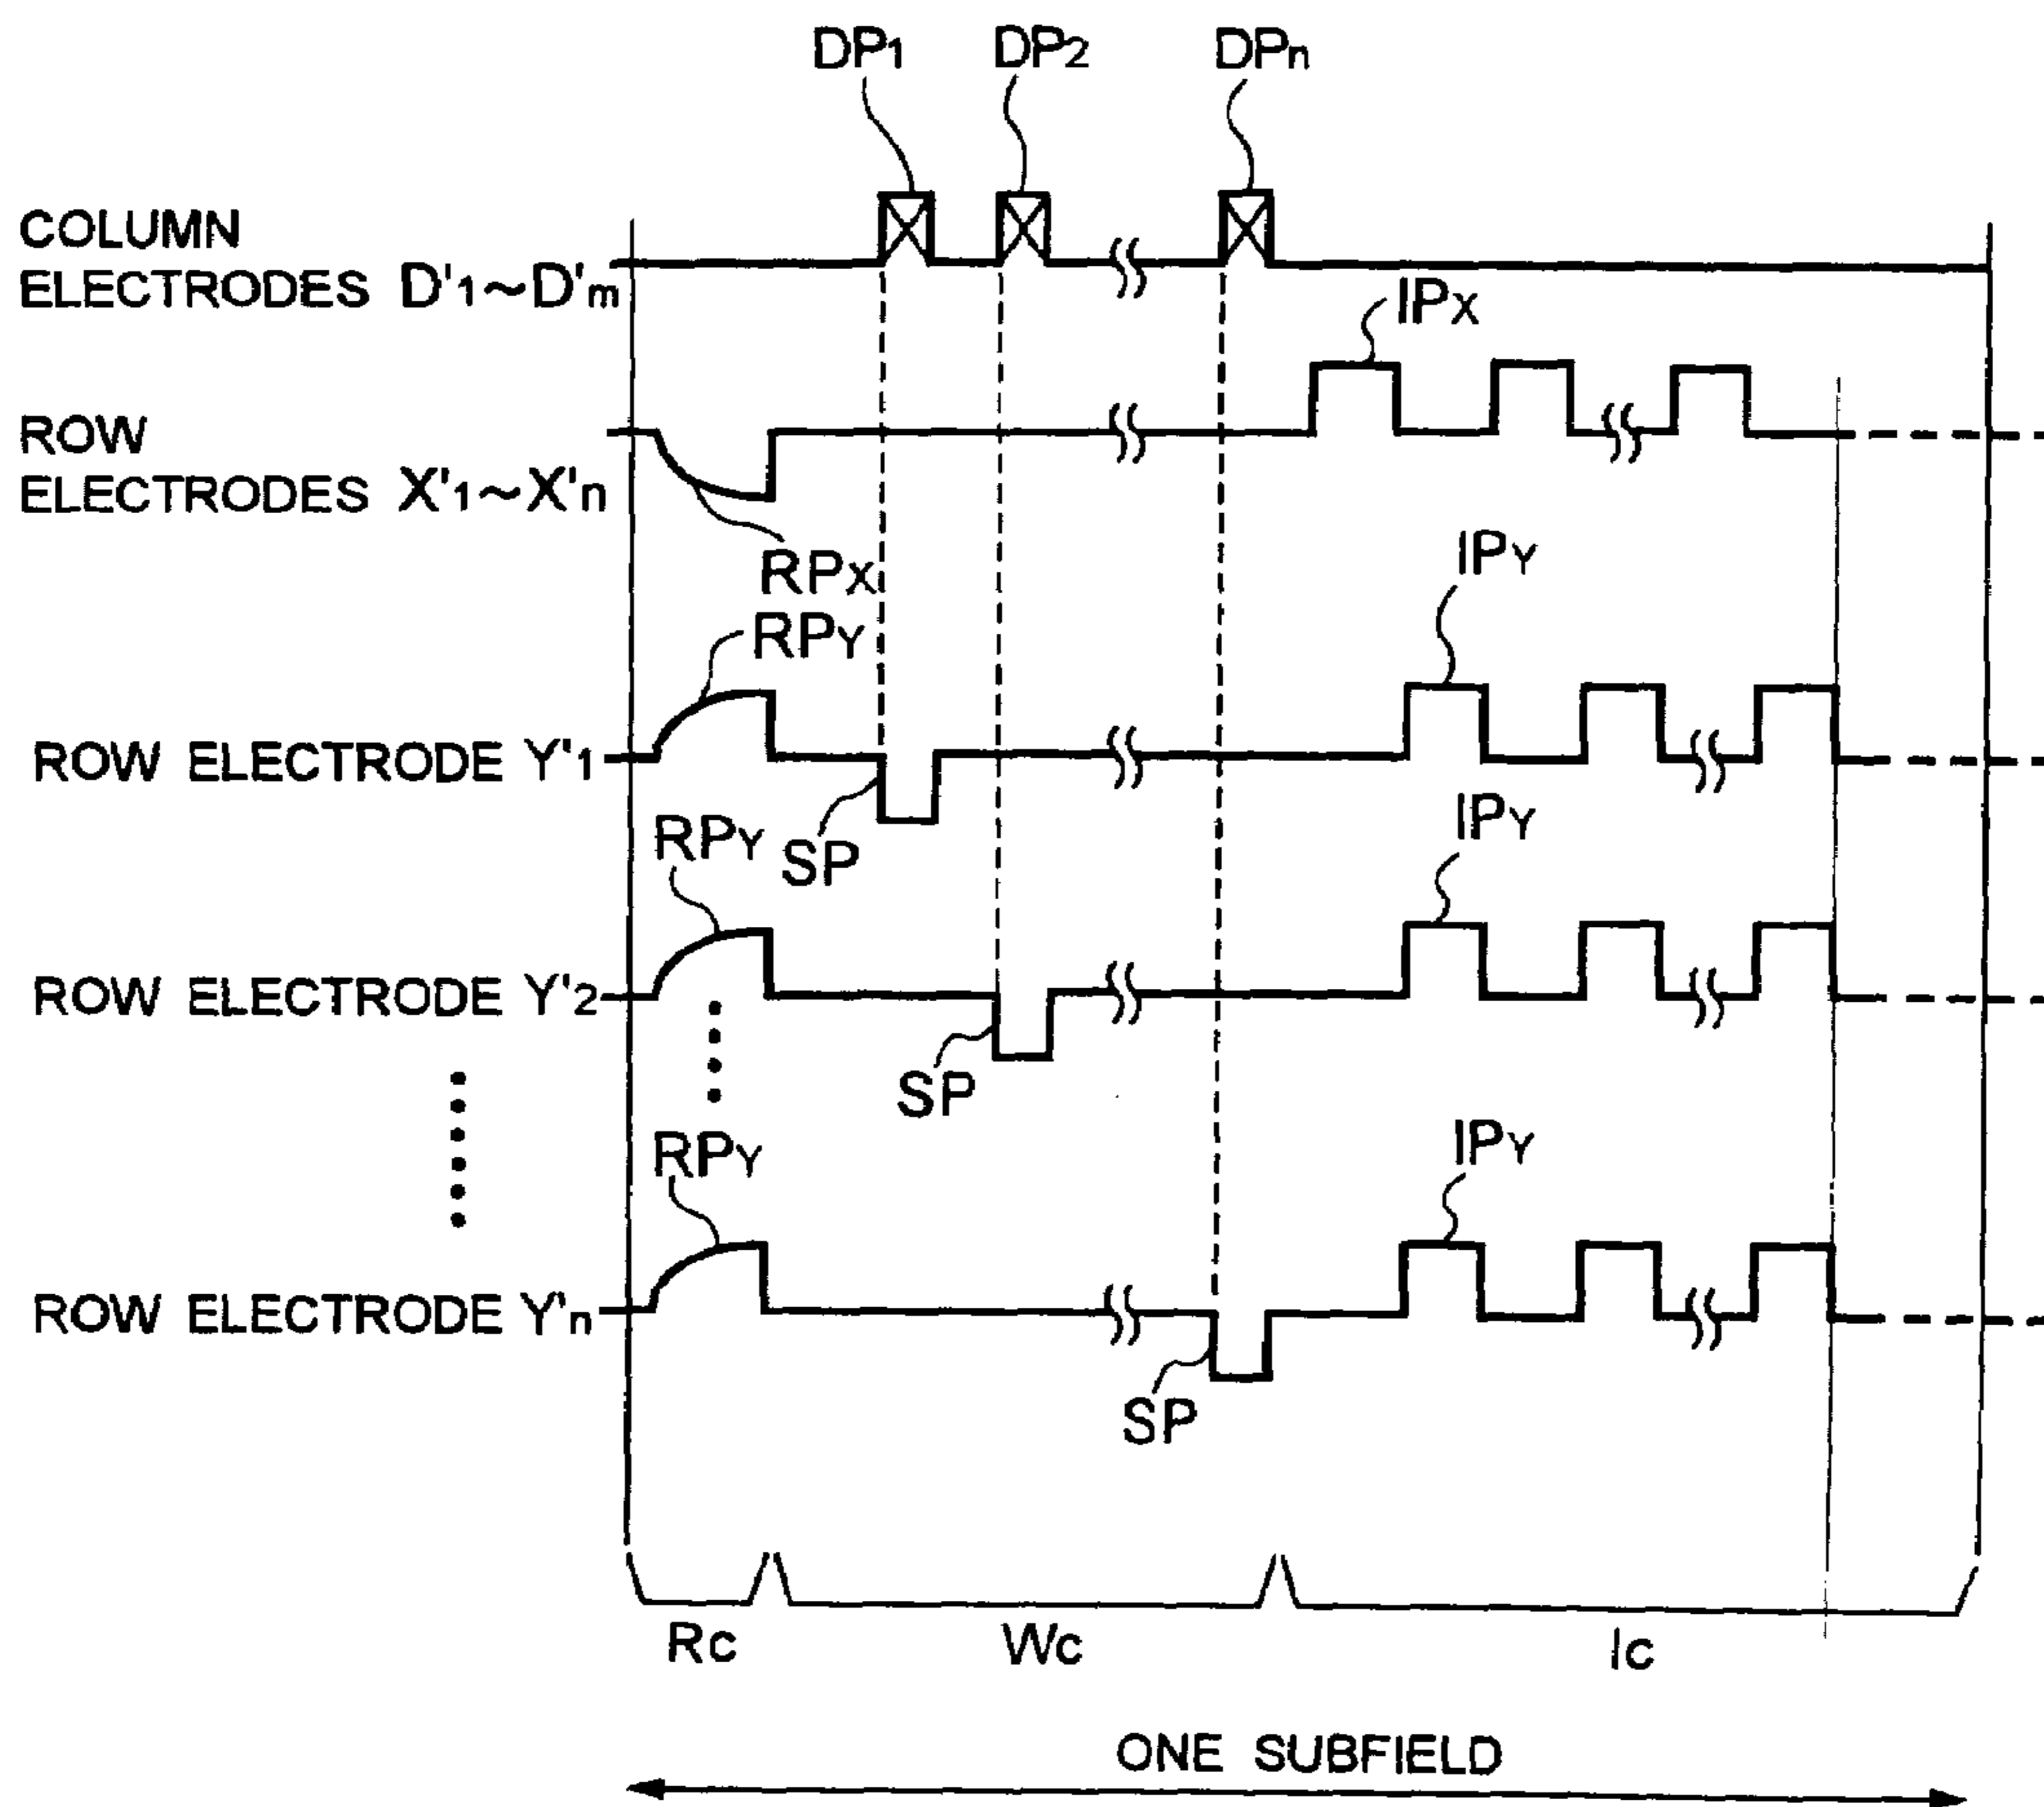 DP1 DP2 DPn
COLUMN
ELECTRODES D'1~D'm
IPX
ROW
ELECTRODES X'1~X'n
RPX
IPY
RPY
ROW ELECTRODE Y'1
SP
IPY
RPY
ROW ELECTRODE Y'2
SP
IPY
RPY
ROW ELECTRODE Y'n
SP
Rc Wc Ic
ONE SUBFIELD